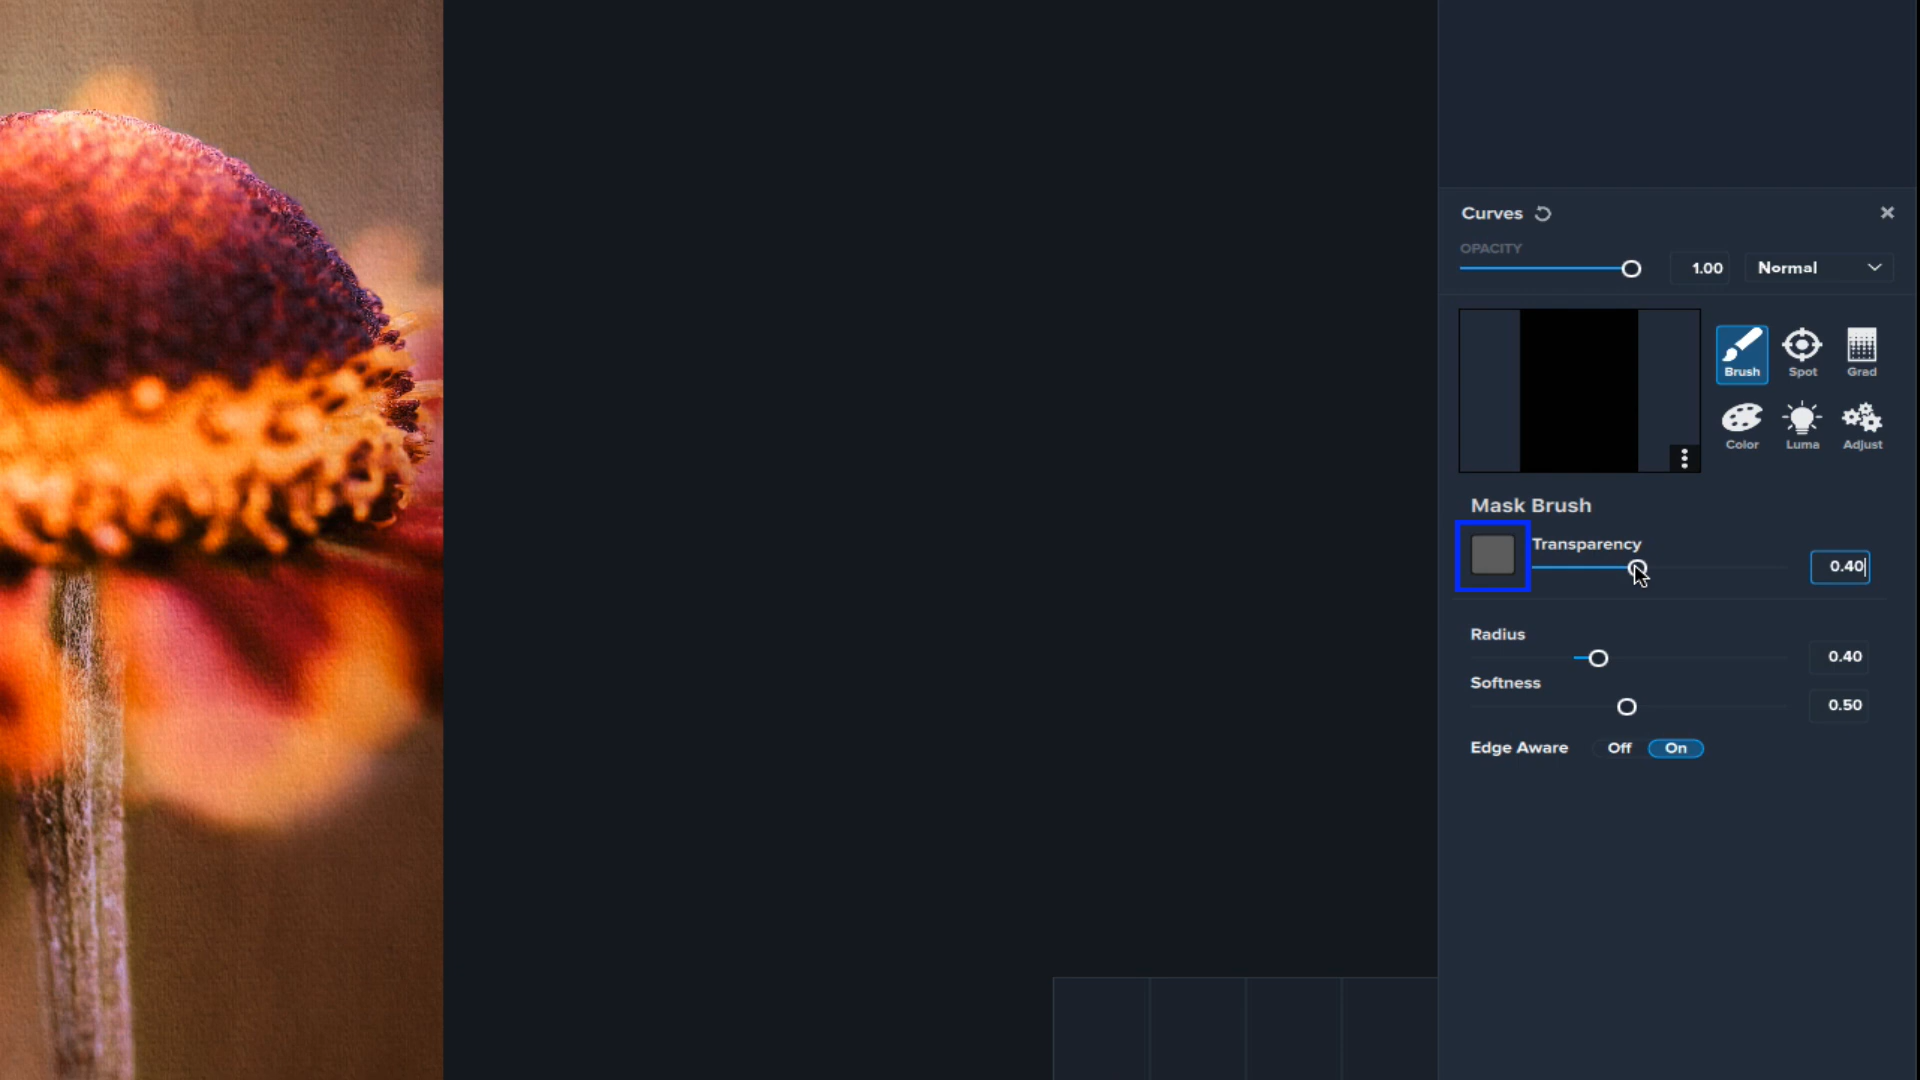 Curves
OPACITY
1.00
Normal
Brush
Spot
Grad
Color
Luma
Adjust
Mask Brush
Transparency
0.40
Radius
0.40
Softness
0.50
Edge Aware
Off
On